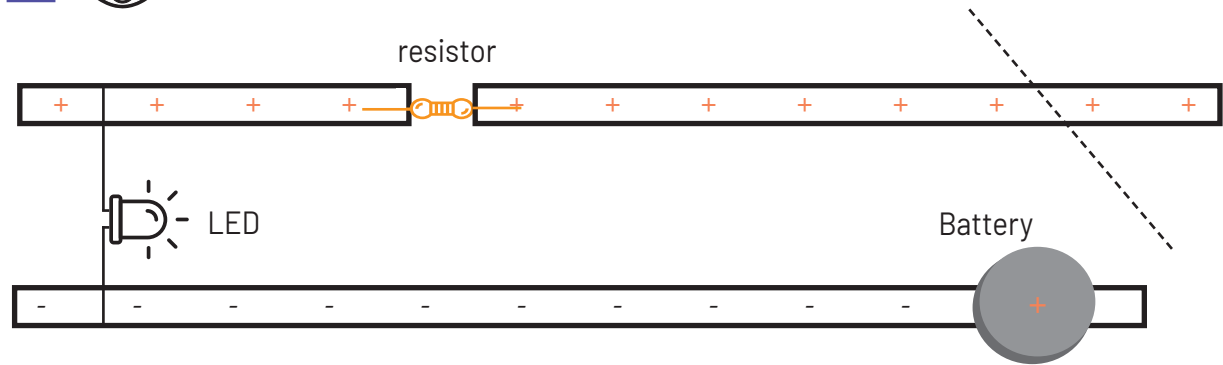 resistor
+ + + + + + + + + + + +
LED
Battery
- - - - - - - - - - +